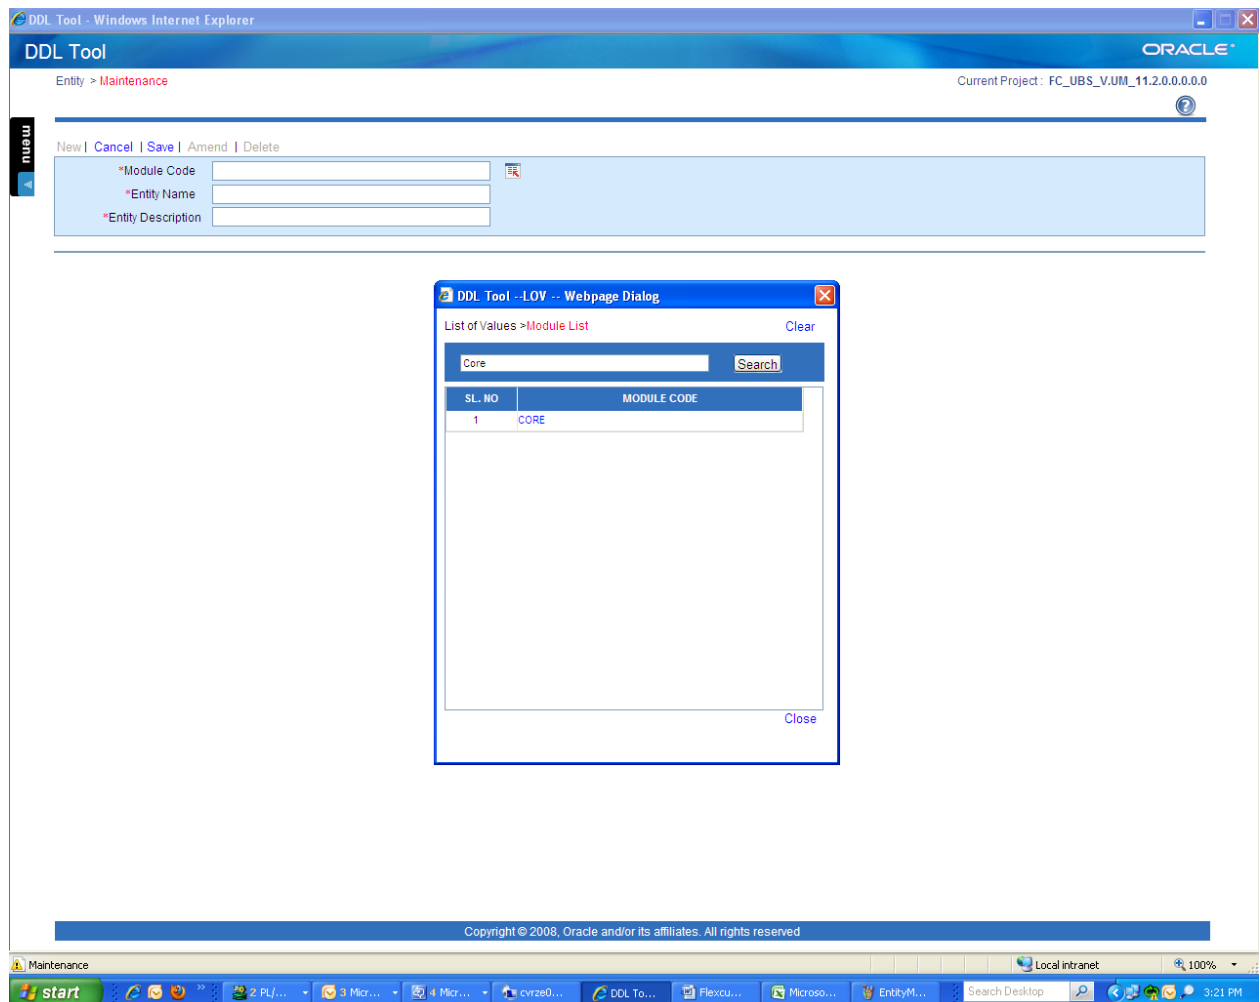 DDL Tool - Windows Internet Explorer
DDL Tool
ORACLE
Entity > Maintenance
Current Project : FC_UBS_V.UM_11.2.0.0.0.0.0
menu
New | Cancel | Save | Amend | Delete
*Module Code
*Entity Name
*Entity Description
DDL Tool --LOV -- Webpage Dialog
List of Values >Module List
Clear
Core
Search
SL. NO MODULE CODE
1 CORE
Close
Copyright © 2008, Oracle and/or its affiliates. All rights reserved
Maintenance
Local intranet
100%
start
2 PL/...
3 Micr...
4 Micr...
cvrze0...
DDL To...
Flexcu...
Microso...
EntityM...
Search Desktop
3:21 PM